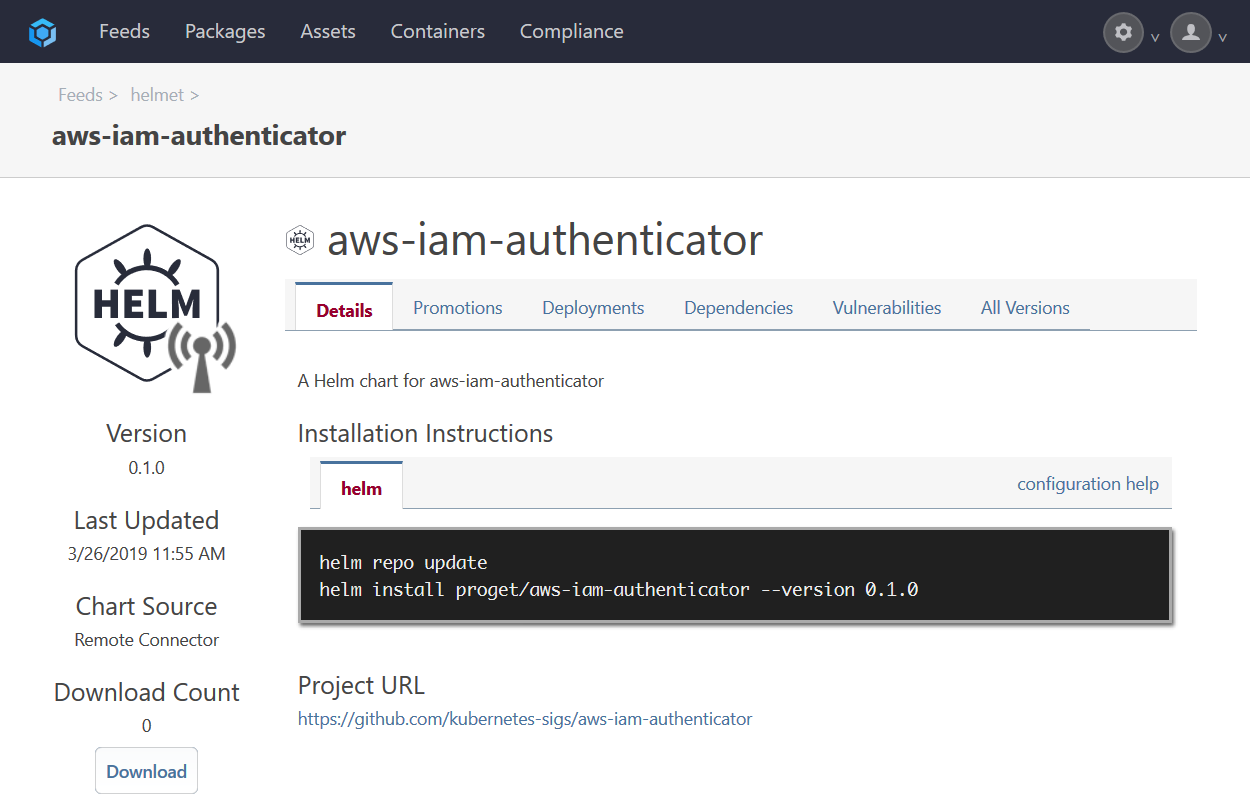 Feeds Packages Assets Containers Compliance
Feeds > helmet >
aws-iam-authenticator
HELM
Version
0.1.0
Last Updated
3/26/2019 11:55 AM
Chart Source
Remote Connector
Download Count
0
Download
HELM aws-iam-authenticator
Details Promotions Deployments Dependencies Vulnerabilities All Versions
A Helm chart for aws-iam-authenticator
Installation Instructions
helm configuration help
helm repo update
helm install proget/aws-iam-authenticator --version 0.1.0
Project URL
https://github.com/kubernetes-sigs/aws-iam-authenticator